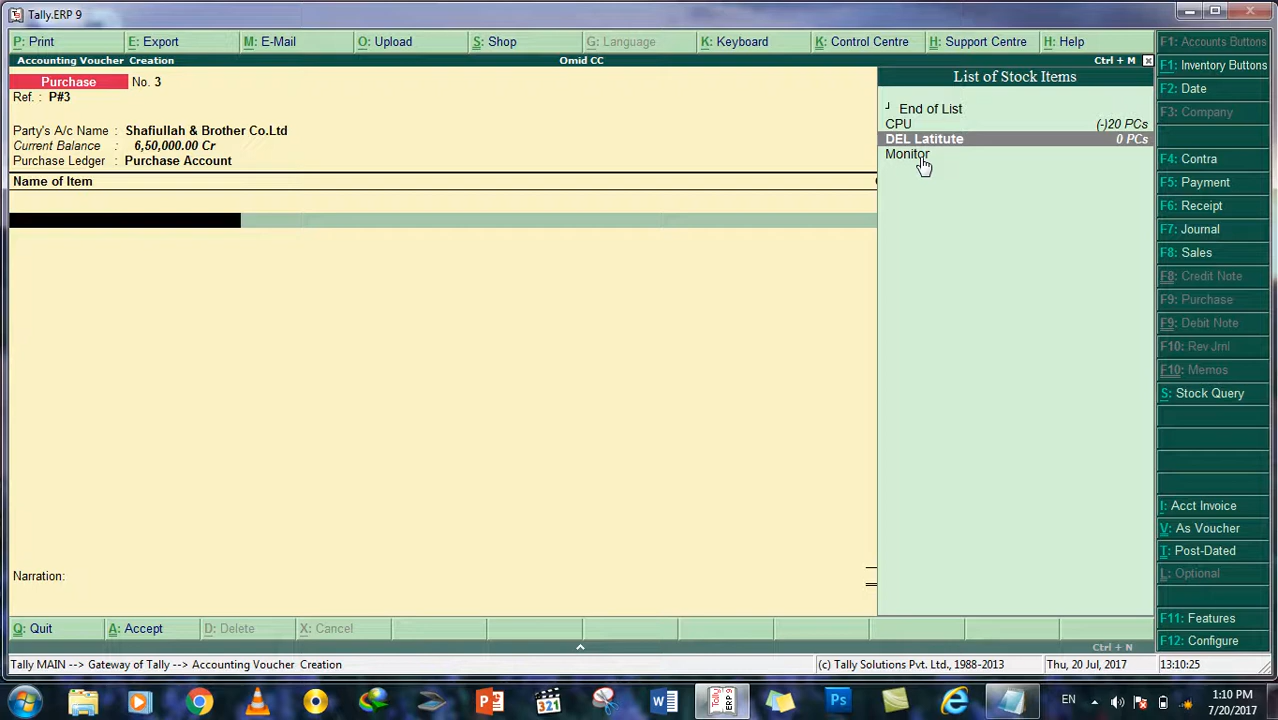 Tally.ERP 9
P: Print
E: Export
M: E-Mail
O: Upload
S: Shop
G: Language
K: Keyboard
K: Control Centre
H: Support Centre
H: Help
Accounting Voucher Creation
Omid CC
Ctrl + M
Purchase No. 3
Ref. : P#3
Party's A/c Name : Shafiullah & Brother Co.Ltd
Current Balance : 6,50,000.00 Cr
Purchase Ledger : Purchase Account
Name of Item
Narration:
List of Stock Items
End of List
CPU (-)20 PCs
DEL Latitute 0 PCs
Monitor
F1: Accounts Buttons
F1: Inventory Buttons
F2: Date
F3: Company
F4: Contra
F5: Payment
F6: Receipt
F7: Journal
F8: Sales
F8: Credit Note
F9: Purchase
F9: Debit Note
F10: Rev Jrnl
F10: Memos
S: Stock Query
I: Acct Invoice
V: As Voucher
T: Post-Dated
L: Optional
F11: Features
F12: Configure
Q: Quit
A: Accept
D: Delete
X: Cancel
Ctrl + N
Tally MAIN --> Gateway of Tally --> Accounting Voucher Creation
(c) Tally Solutions Pvt. Ltd., 1988-2013
Thu, 20 Jul, 2017
13:10:25
321
EN
1:10 PM
7/20/2017